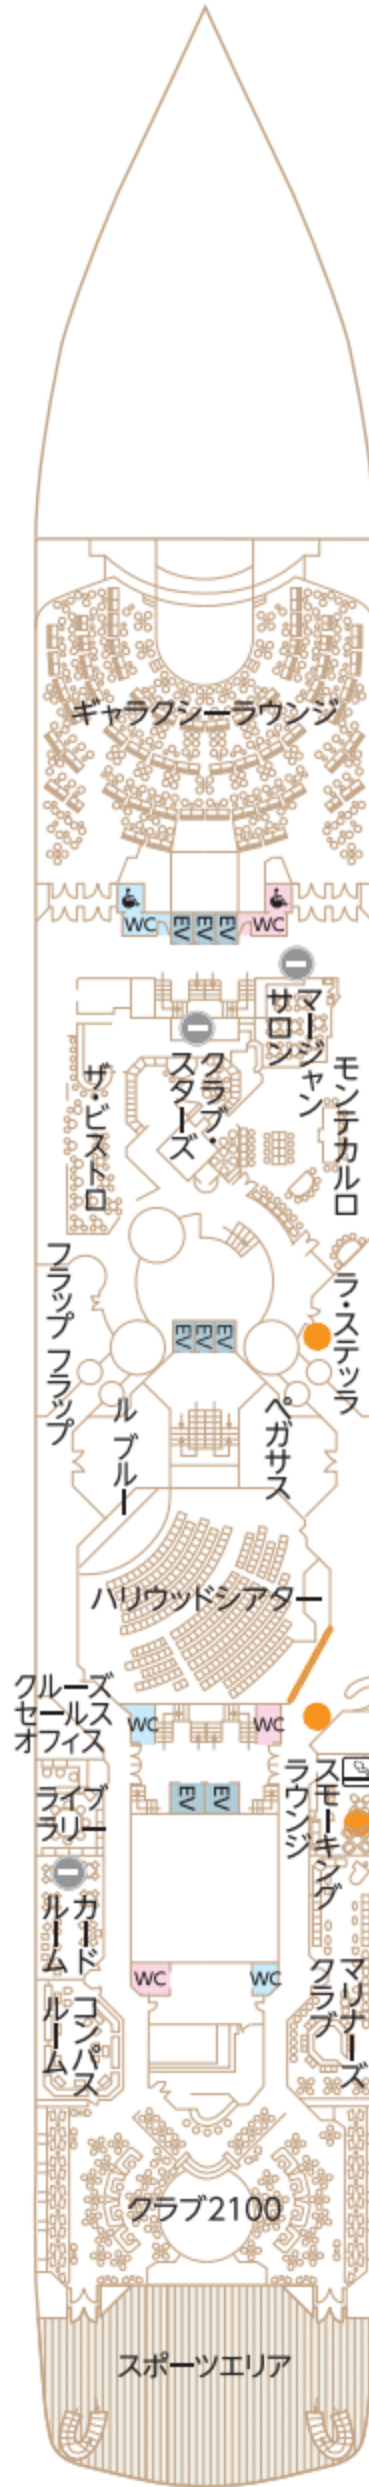 ギャラクシーラウンジ
WC
EV
EV
EV
WC
マージャン
サロン
クラブ・
スターズ
ザ・ビストロ
モンテカルロ
フラップ フラップ
EV
EV
EV
ラ・ステッラ
ル ブルー
ペガサス
ハリウッドシアター
クルーズ
セールス
オフィス
WC
WC
ライブ
ラリー
EV
EV
スモーキング
ラウンジ
カード
ルーム
WC
WC
マリナーズ
クラブ
コンパス
ルーム
クラブ2100
スポーツエリア